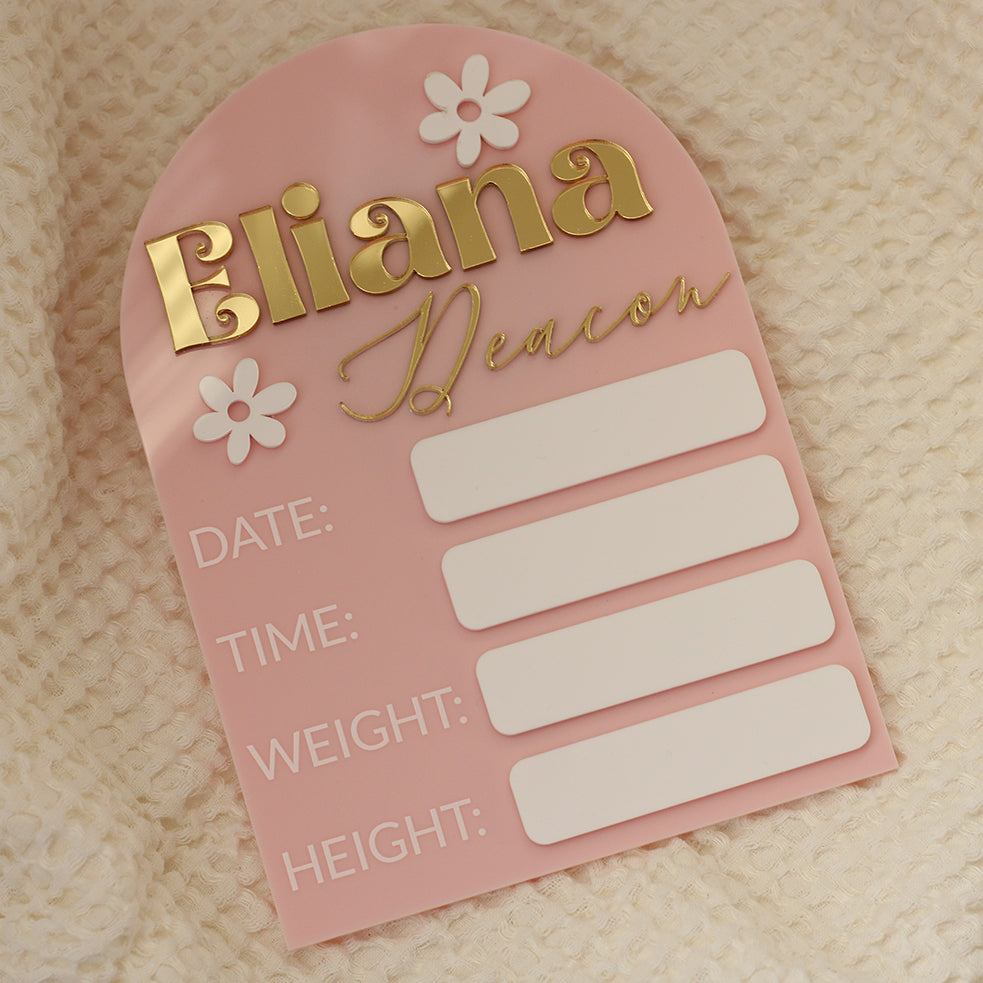 Eliana
Deacon
DATE:
TIME:
WEIGHT:
HEIGHT: